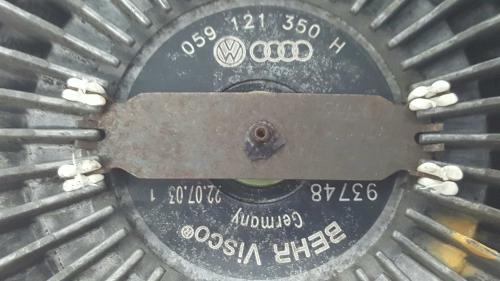 059 121 350 H
93748
22.07.03 1
Germany
BEHR VISCO®